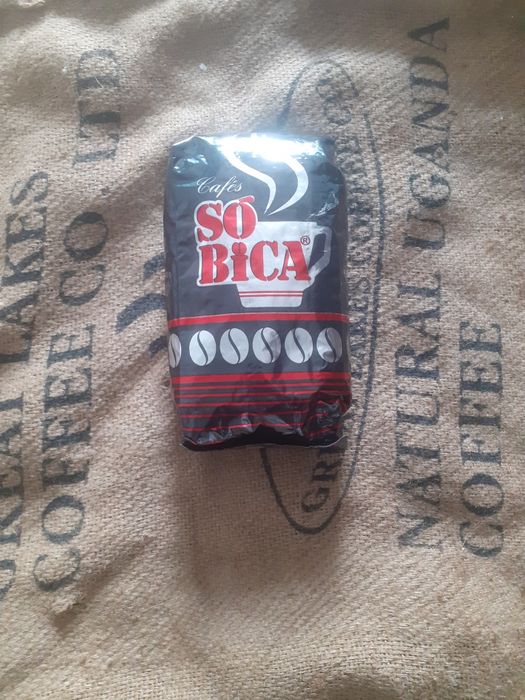 Cafés
SÓ
BiCA®
GREAT LAKES
COFFEE CO LTD
NATURAL UGANDA
COFFEE